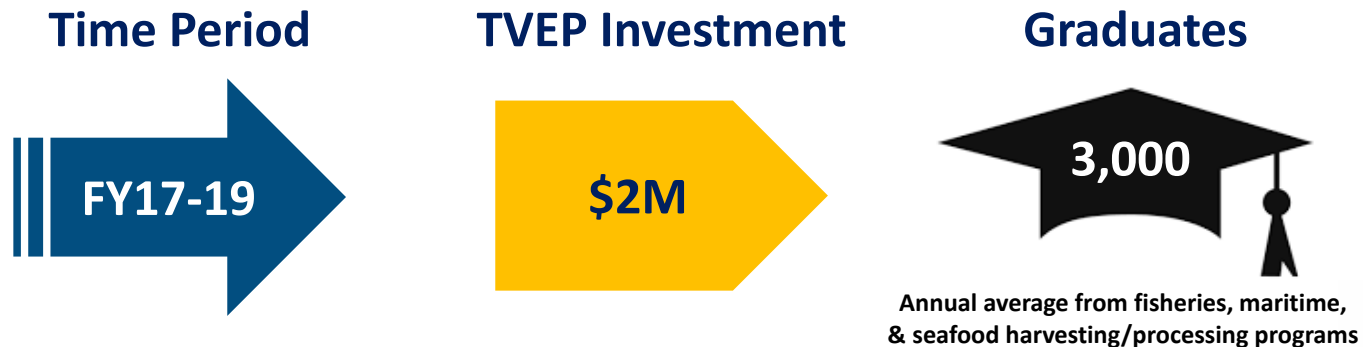 Time Period
FY17-19
TVEP Investment
$2M
Graduates
3,000
Annual average from fisheries, maritime,
& seafood harvesting/processing programs